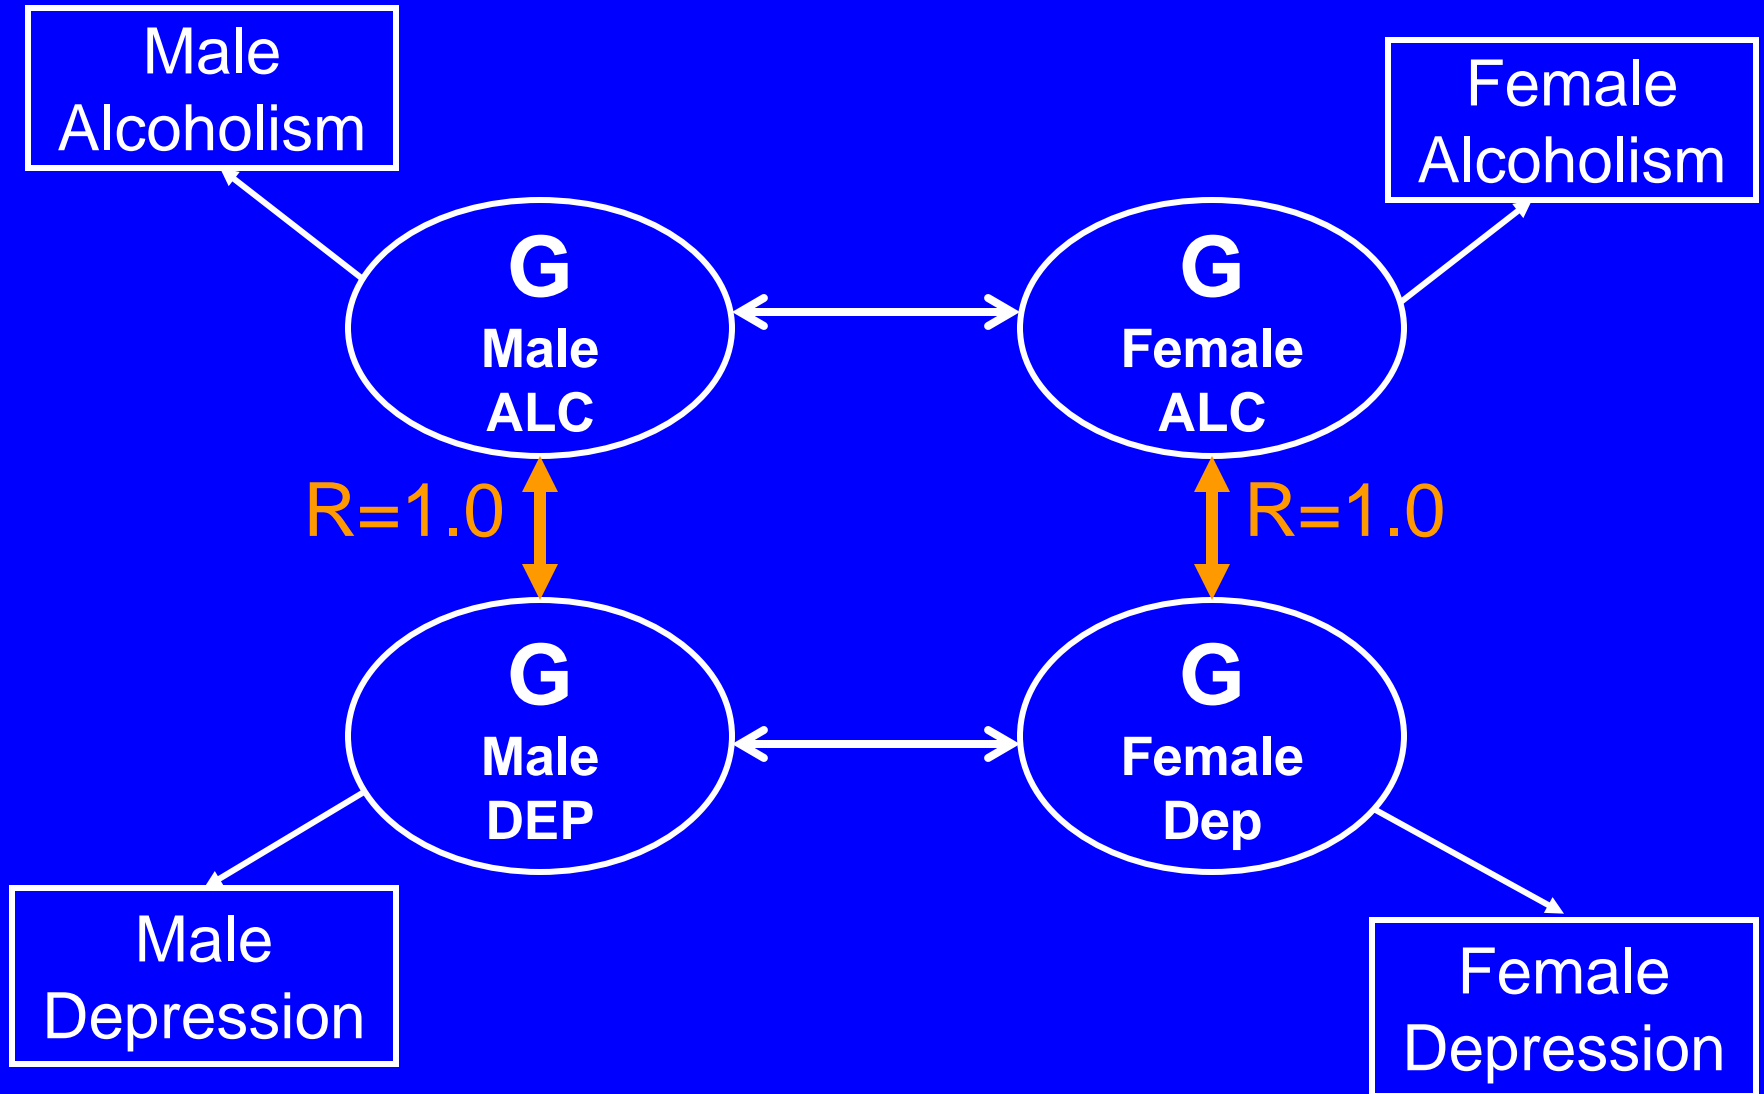 Male
Alcoholism
Female
Alcoholism
G
Male
ALC
G
Female
ALC
R=1.0
R=1.0
G
Male
DEP
G
Female
Dep
Male
Depression
Female
Depression